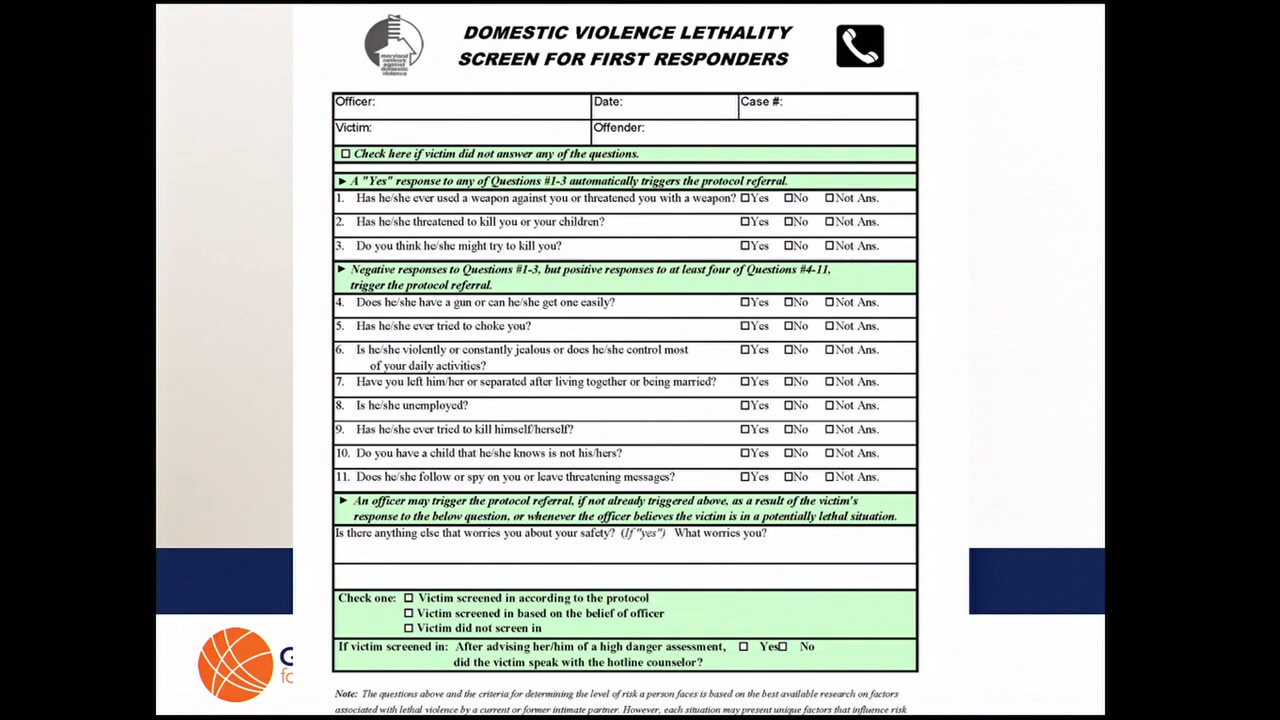 DOMESTIC VIOLENCE LETHALITY
SCREEN FOR FIRST RESPONDERS
maryland
network
against
domestic
violence
Officer: Date: Case #:
Victim: Offender:
☐ Check here if victim did not answer any of the questions.
► A "Yes" response to any of Questions #1-3 automatically triggers the protocol referral.
1. Has he/she ever used a weapon against you or threatened you with a weapon? ☐Yes ☐No ☐Not Ans.
2. Has he/she threatened to kill you or your children? ☐Yes ☐No ☐Not Ans.
3. Do you think he/she might try to kill you? ☐Yes ☐No ☐Not Ans.
► Negative responses to Questions #1-3, but positive responses to at least four of Questions #4-11,
trigger the protocol referral.
4. Does he/she have a gun or can he/she get one easily? ☐Yes ☐No ☐Not Ans.
5. Has he/she ever tried to choke you? ☐Yes ☐No ☐Not Ans.
6. Is he/she violently or constantly jealous or does he/she control most ☐Yes ☐No ☐Not Ans.
of your daily activities?
7. Have you left him/her or separated after living together or being married? ☐Yes ☐No ☐Not Ans.
8. Is he/she unemployed? ☐Yes ☐No ☐Not Ans.
9. Has he/she ever tried to kill himself/herself? ☐Yes ☐No ☐Not Ans.
10. Do you have a child that he/she knows is not his/hers? ☐Yes ☐No ☐Not Ans.
11. Does he/she follow or spy on you or leave threatening messages? ☐Yes ☐No ☐Not Ans.
► An officer may trigger the protocol referral, if not already triggered above, as a result of the victim's
response to the below question, or whenever the officer believes the victim is in a potentially lethal situation.
Is there anything else that worries you about your safety? (If "yes") What worries you?
Check one: ☐ Victim screened in according to the protocol
☐ Victim screened in based on the belief of officer
☐ Victim did not screen in
If victim screened in: After advising her/him of a high danger assessment, ☐ Yes☐ No
did the victim speak with the hotline counselor?
Note: The questions above and the criteria for determining the level of risk a person faces is based on the best available research on factors
associated with lethal violence by a current or former intimate partner. However, each situation may present unique factors that influence risk